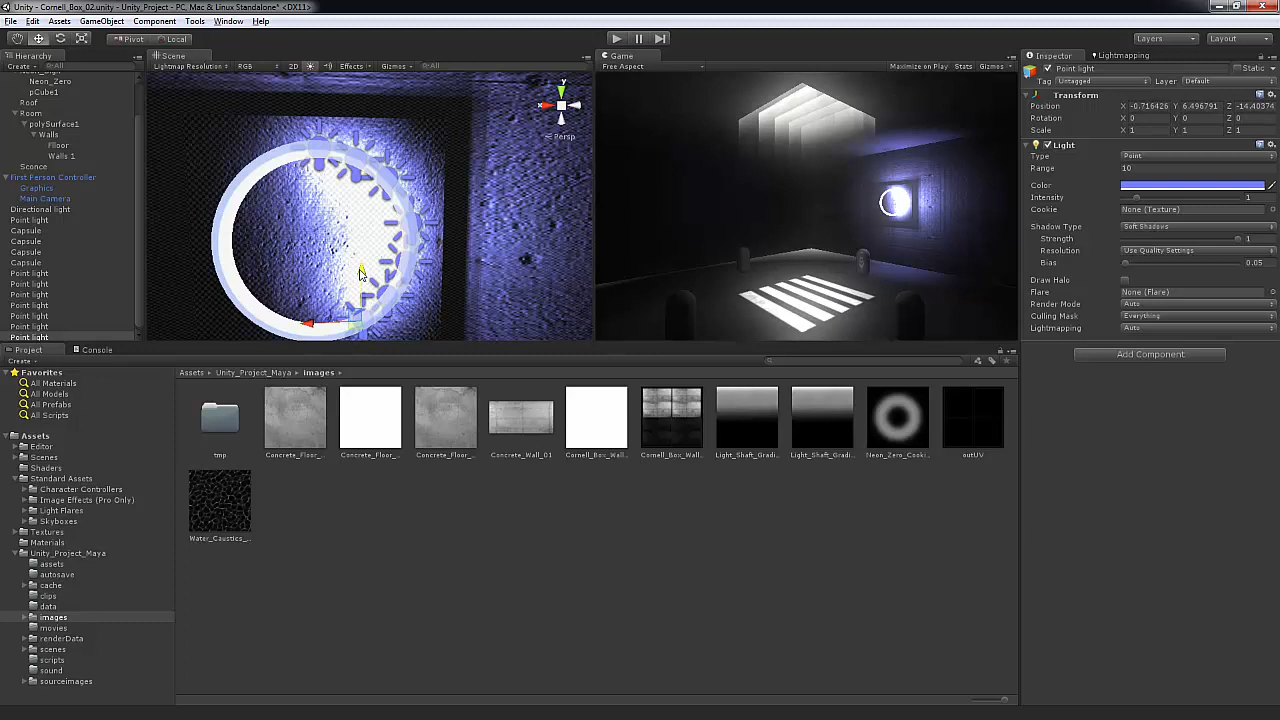 Unity - Cornell_Box_02.unity - Unity_Project - PC, Mac & Linux Standalone* <DX11>
File Edit Assets GameObject Component Tools Window Help
Pivot Local Layers Layout
Hierarchy
Create All
Neon_Zero
pCube1
Roof
Room
polySurface1
Walls
Floor
Walls 1
Sconce
First Person Controller
Graphics
Main Camera
Directional light
Point light
Capsule
Capsule
Capsule
Capsule
Point light
Point light
Point light
Point light
Point light
Point light
Point light
Scene
Lightmap Resolution RGB 2D Effects Gizmos All
y
x
Persp
Game
Free Aspect Maximize on Play Stats Gizmos
Inspector Lightmapping
Point light Static
Tag Untagged Layer Default
Transform
Position X -0.716426 Y 6.496791 Z -14.40374
Rotation X 0 Y 0 Z 0
Scale X 1 Y 1 Z 1
Light
Type Point
Range 10
Color
Intensity 1
Cookie None (Texture)
Shadow Type Soft Shadows
Strength 1
Resolution Use Quality Settings
Bias 0.05
Draw Halo
Flare None (Flare)
Render Mode Auto
Culling Mask Everything
Lightmapping Auto
Add Component
Project Console
Create
Favorites
All Materials
All Models
All Prefabs
All Scripts
Assets
Editor
Scenes
Shaders
Standard Assets
Character Controllers
Image Effects (Pro Only)
Light Flares
Skyboxes
Textures
Materials
Unity_Project_Maya
assets
autosave
cache
clips
data
images
movies
renderData
scenes
scripts
sound
sourceimages
Assets Unity_Project_Maya images
tmp Concrete_Floor_... Concrete_Floor_... Concrete_Floor_... Concrete_Wall_01 Cornell_Box_Wall... Cornell_Box_Wall... Light_Shaft_Gradi... Light_Shaft_Gradi... Neon_Zero_Cooki... outUV
Water_Caustics_...